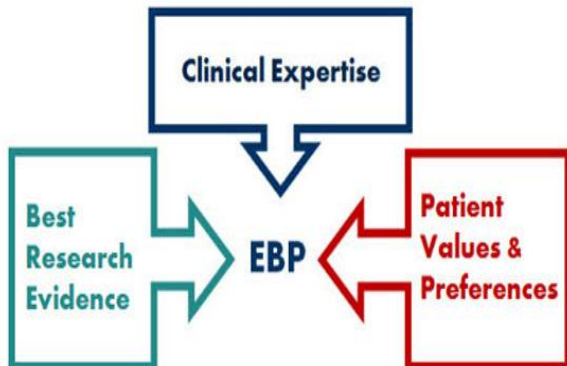 Clinical Expertise
Best
Research
Evidence
EBP
Patient
Values &
Preferences